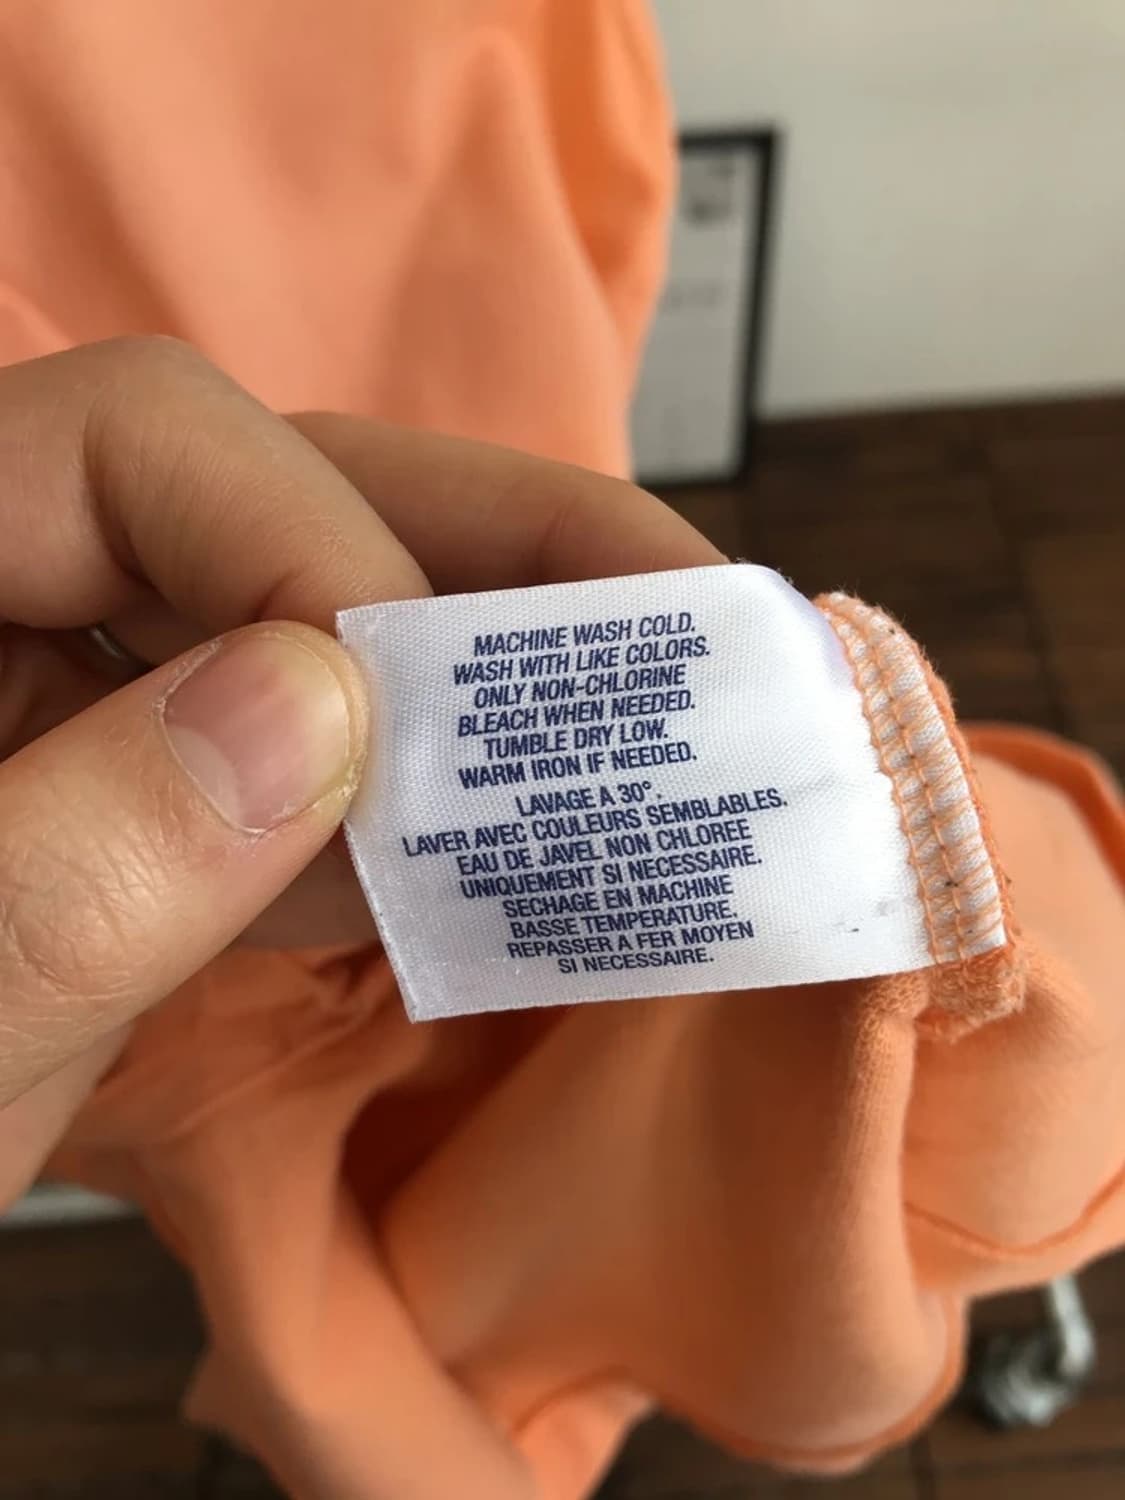 MACHINE WASH COLD.
WASH WITH LIKE COLORS.
ONLY NON-CHLORINE
BLEACH WHEN NEEDED.
TUMBLE DRY LOW.
WARM IRON IF NEEDED.
LAVAGE A 30°.
LAVER AVEC COULEURS SEMBLABLES.
EAU DE JAVEL NON CHLOREE
UNIQUEMENT SI NECESSAIRE.
SECHAGE EN MACHINE
BASSE TEMPERATURE.
REPASSER A FER MOYEN
SI NECESSAIRE.